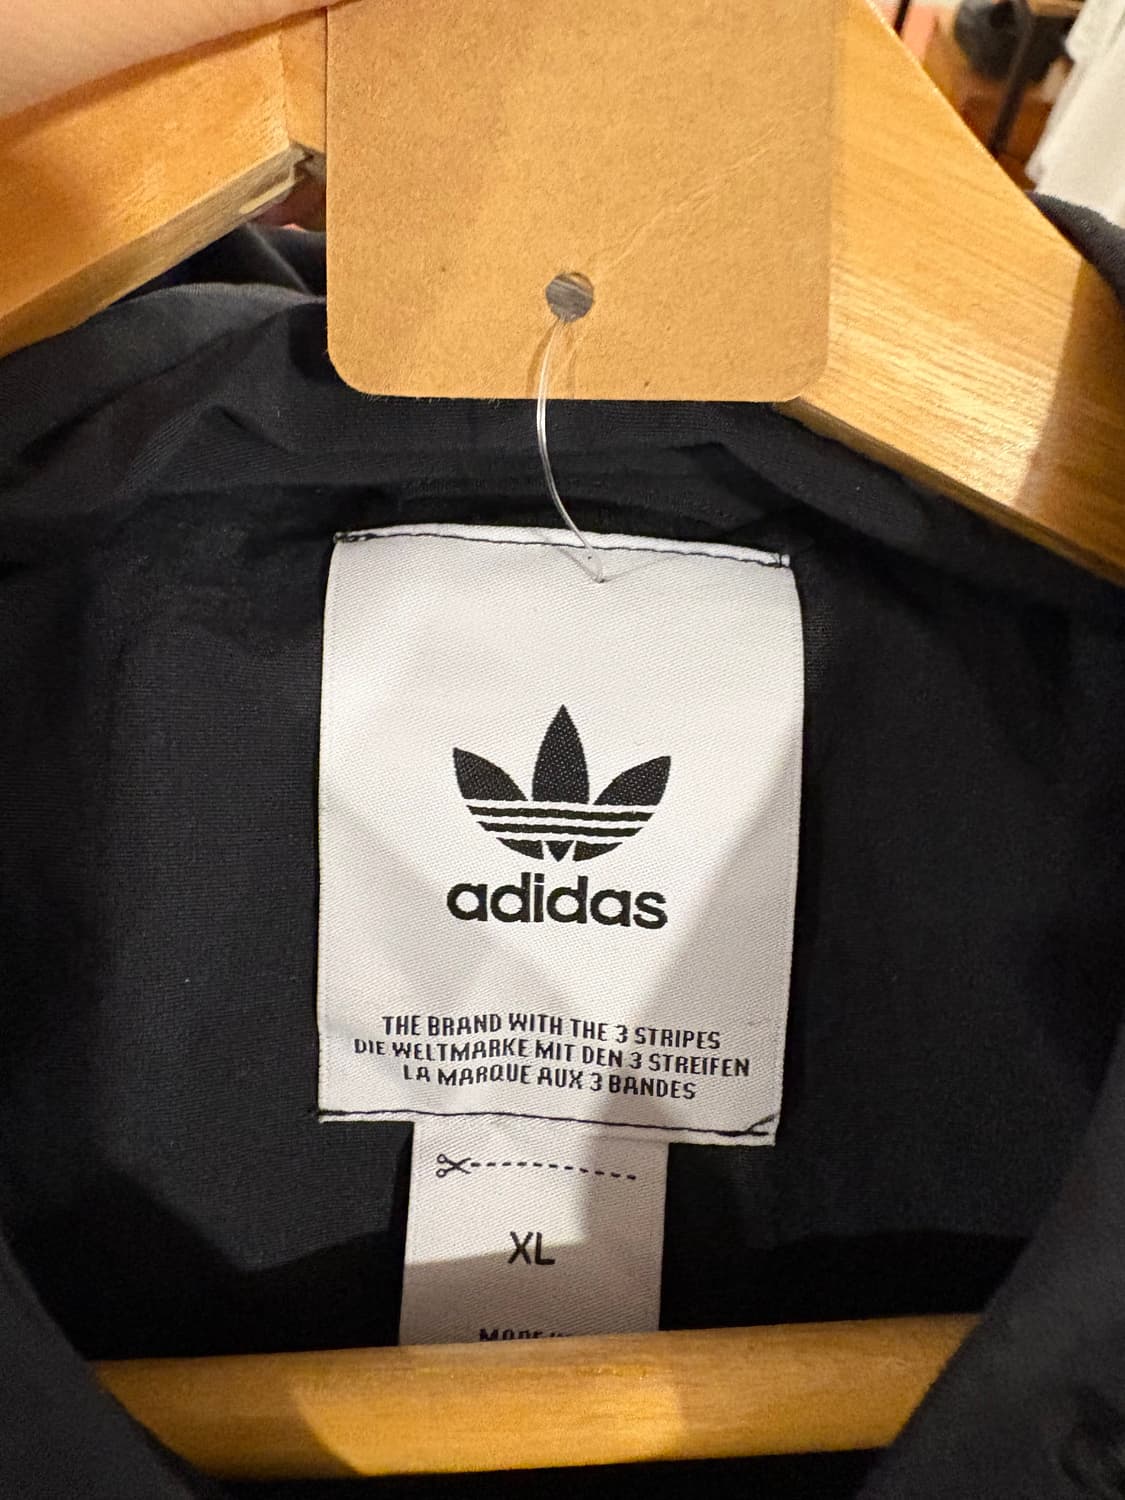 adidas
THE BRAND WITH THE 3 STRIPES
DIE WELTMARKE MIT DEN 3 STREIFEN
LA MARQUE AUX 3 BANDES
XL
MADE